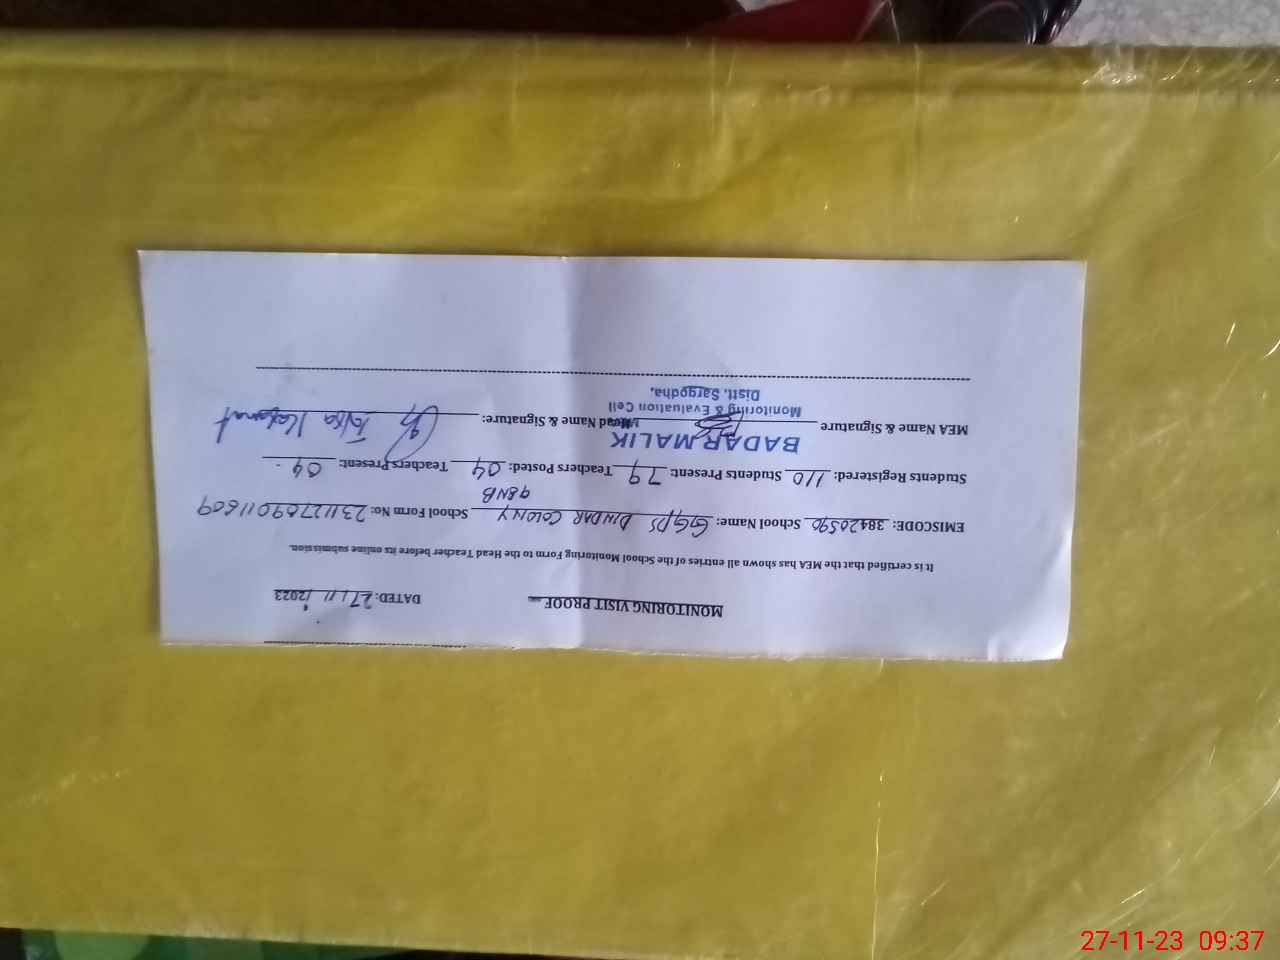 MONITORING VISIT PROOF DATED: 27/11/2023
It is certified that the MEA has shown all entries of the School Monitoring Form to the Head Teacher before its online submission.
EMISCODE: 38420590 School Name: GGPS DINDAR COLONY School Form No: 23112709011609
98NB
Students Registered: 110 Students Present: 79 Teachers Posted: 04 Teachers Present: 04
BADAR MALIK
MEA Name & Signature Head Name & Signature:
Monitoring & Evaluation Cell
Distt. Sargodha.
27-11-23 09:37